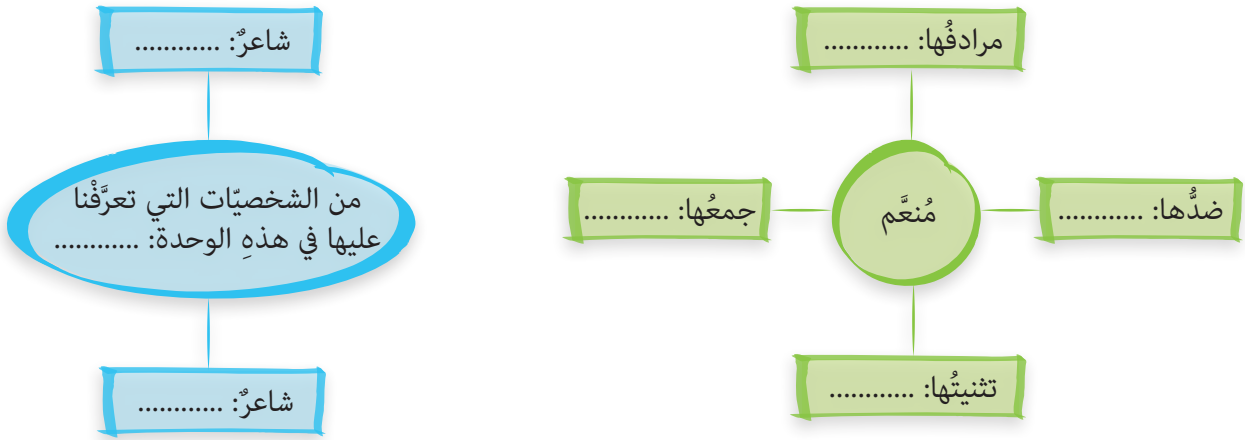 مرادفُها: ............
ضدُّها: ............
مُنعَّم
جمعُها: ............
تثنيتُها: ............
شاعرٌ: ............
من الشخصيّات التي تعرَّفْنا
عليها في هذهِ الوحدة: ............
شاعرٌ: ............